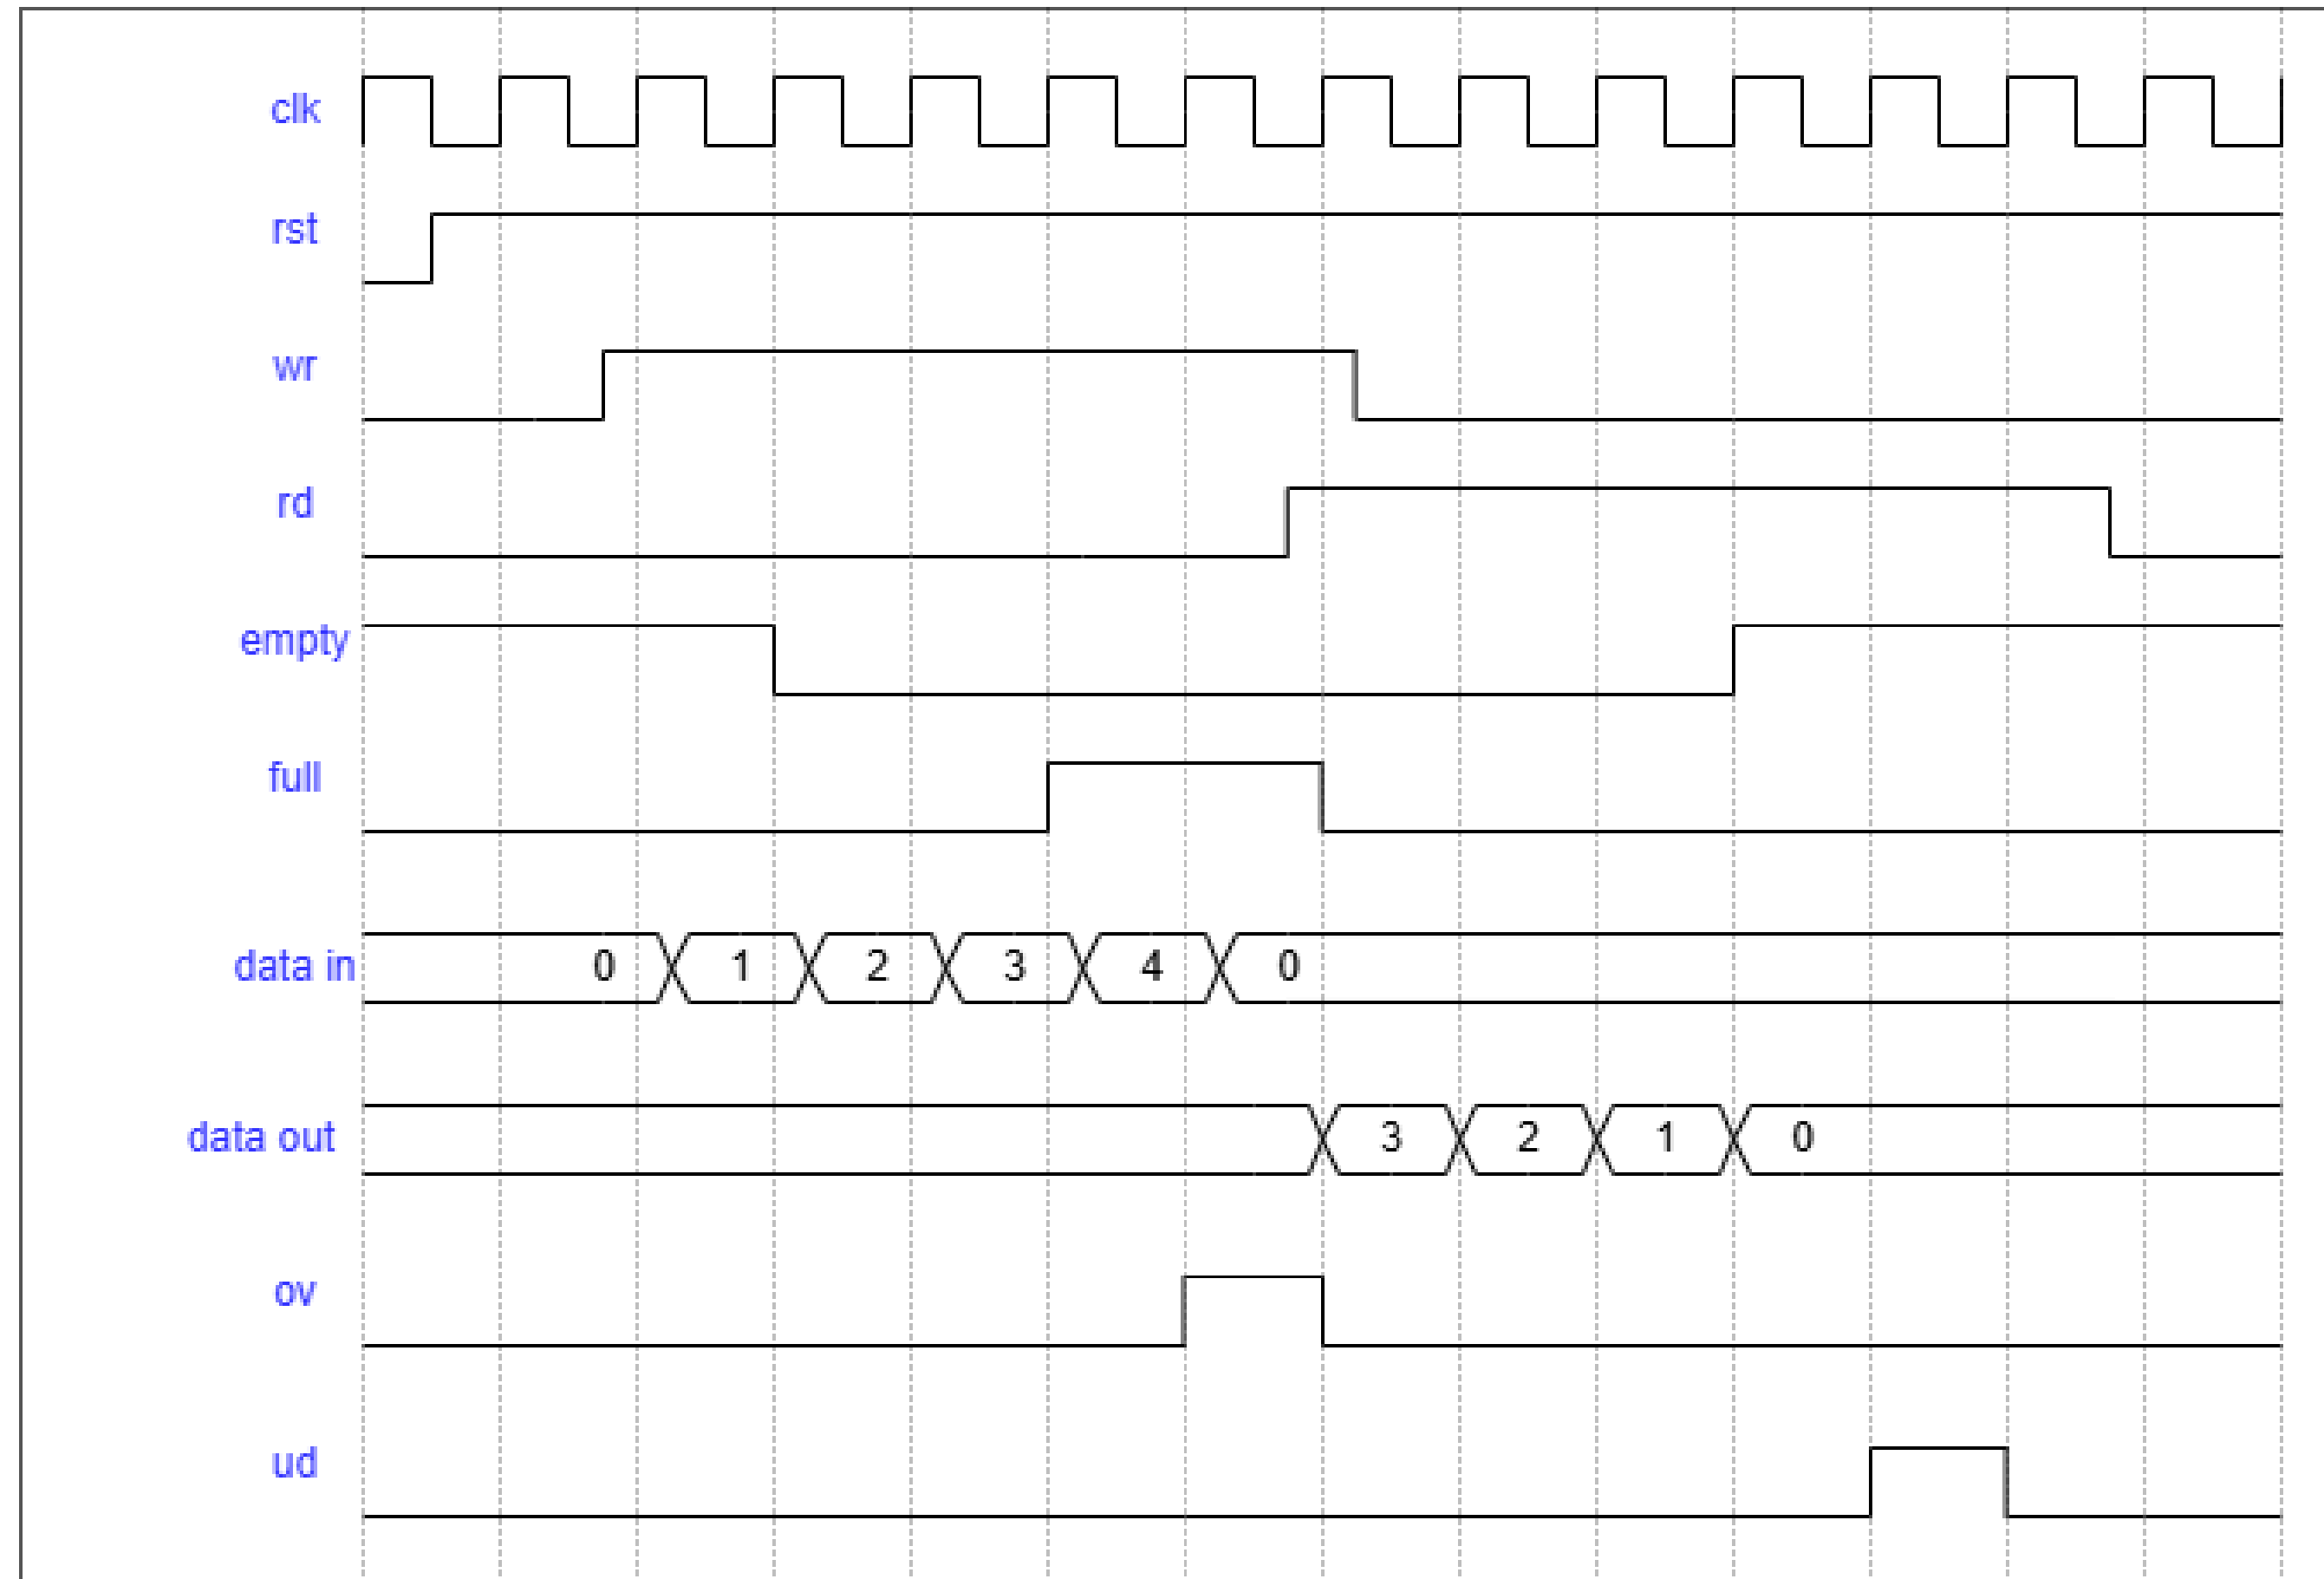 clk
rst
wr
rd
empty
full
data in 0 1 2 3 4 0
data out 3 2 1 0
ov
ud